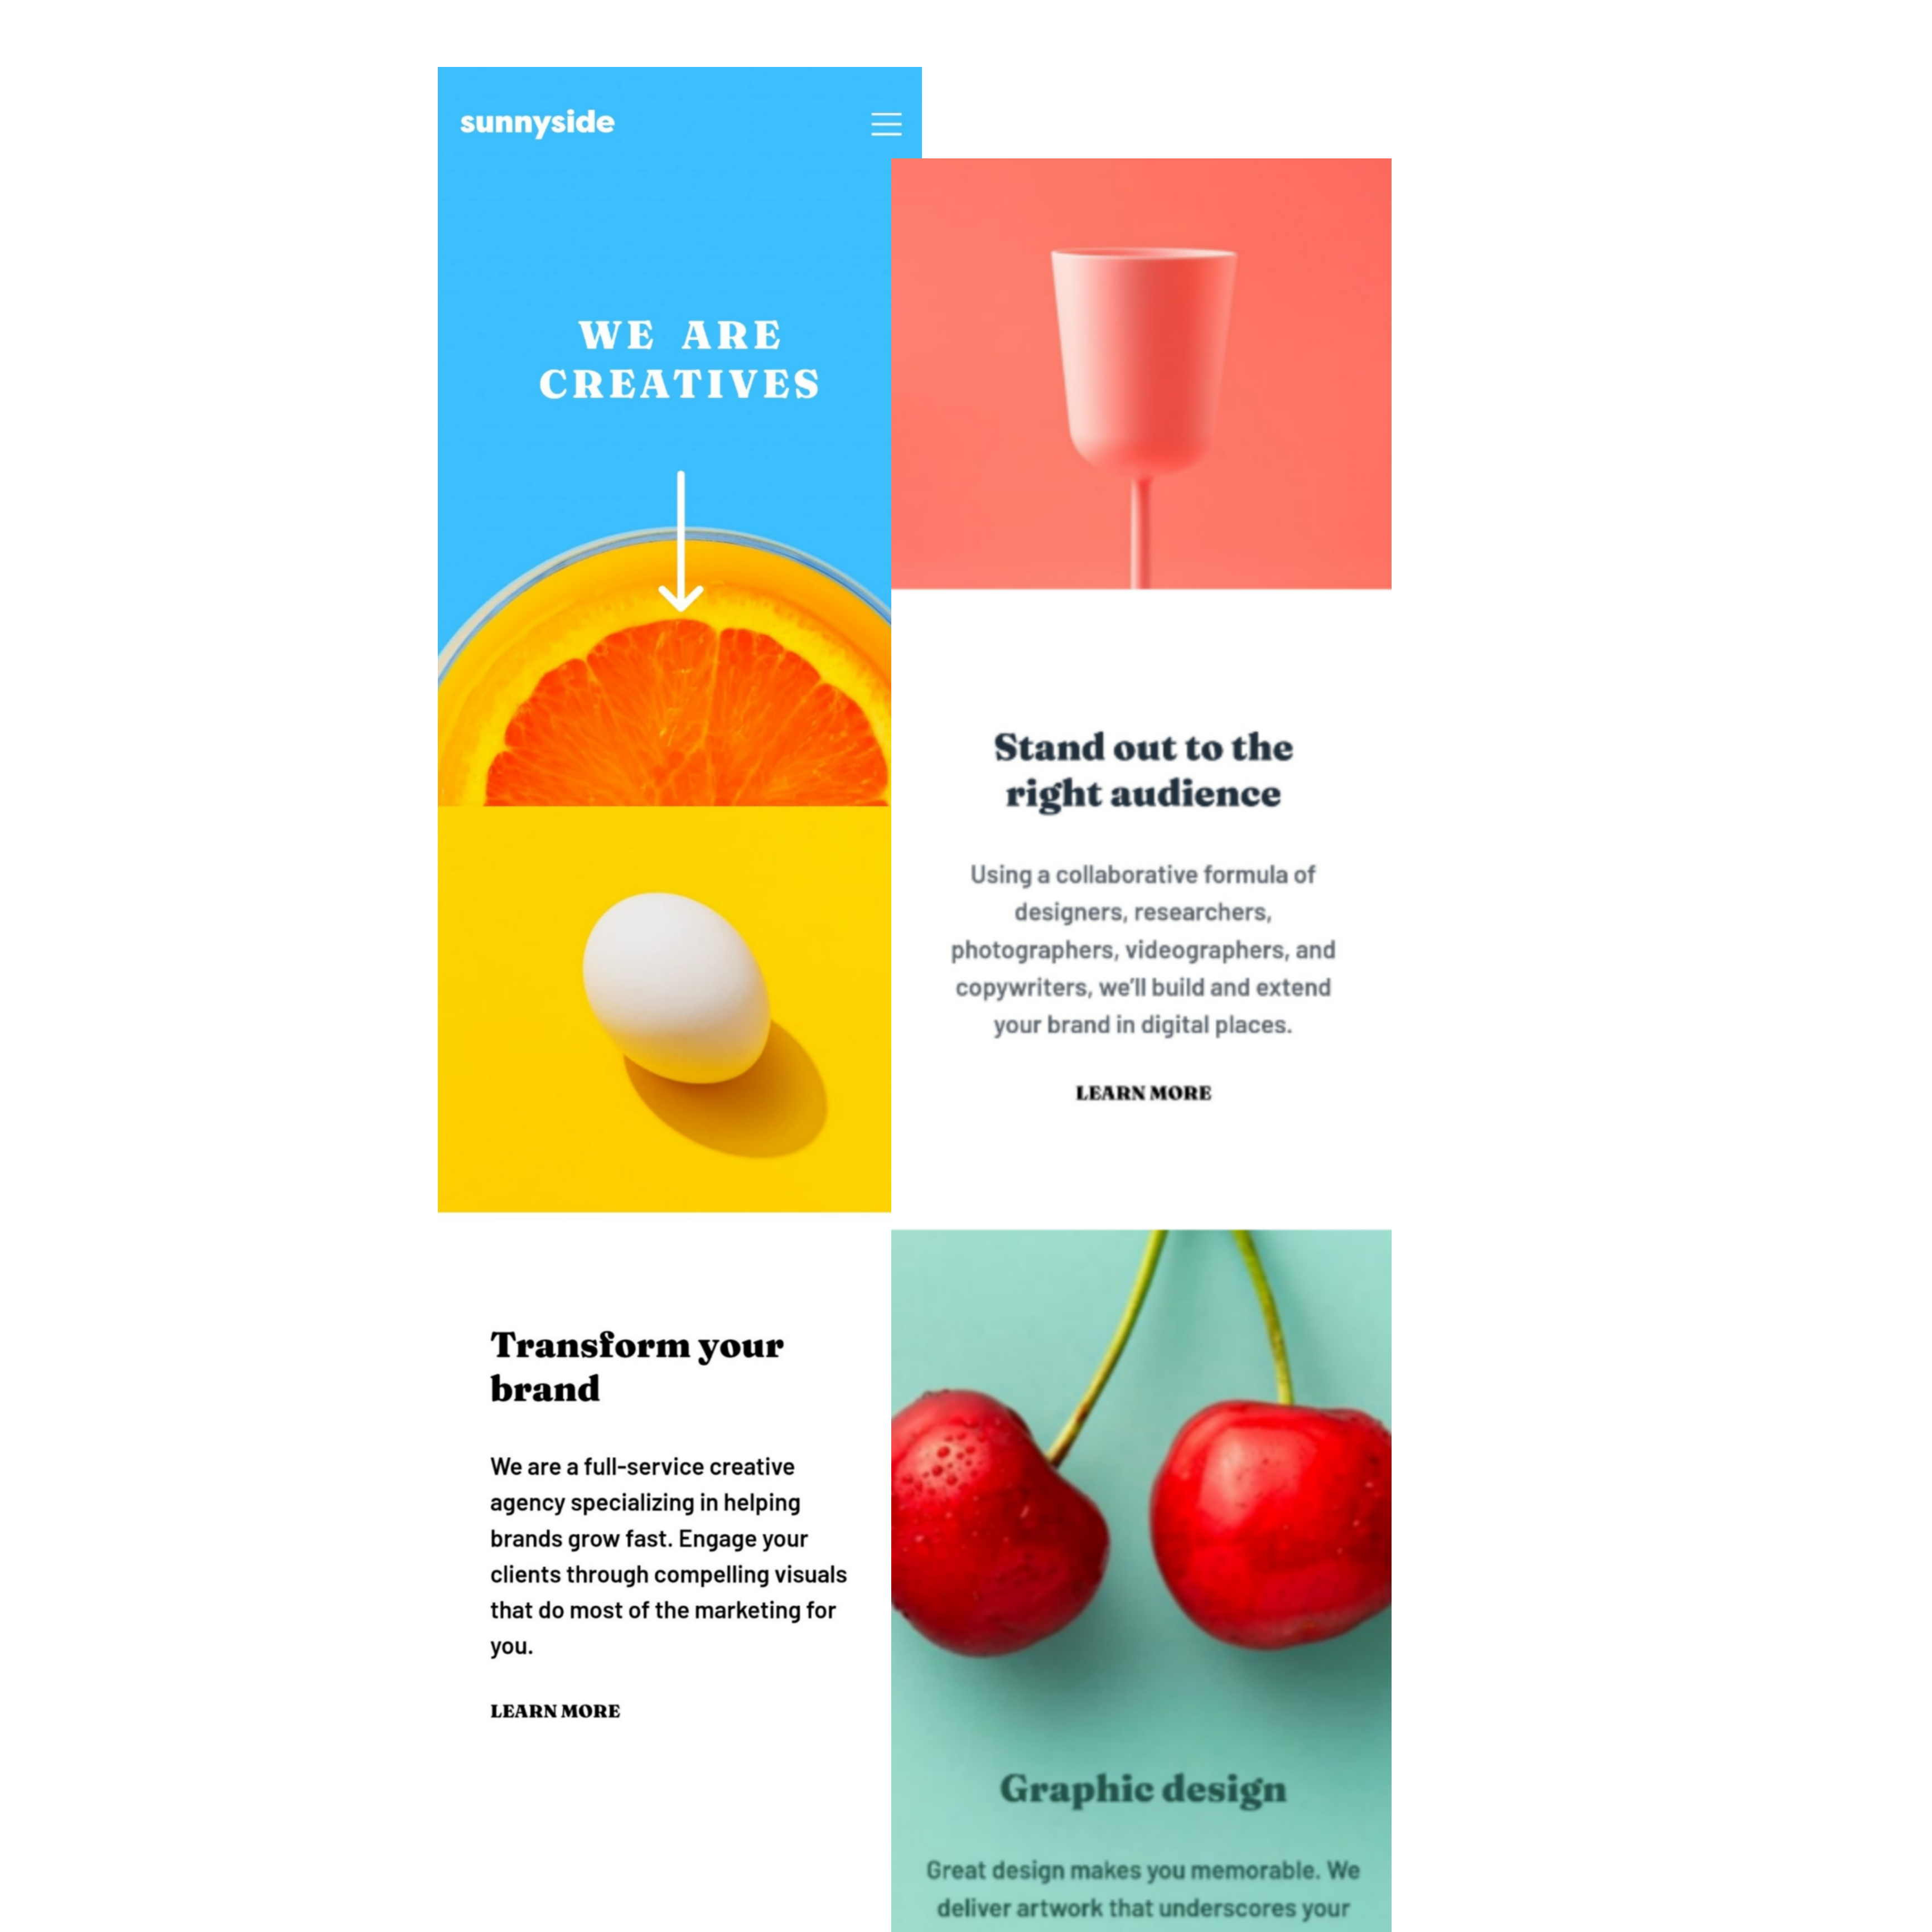 sunnyside
WE ARE
CREATIVES
Transform your
brand
We are a full-service creative
agency specializing in helping
brands grow fast. Engage your
clients through compelling visuals
that do most of the marketing for
you.
LEARN MORE
Stand out to the
right audience
Using a collaborative formula of
designers, researchers,
photographers, videographers, and
copywriters, we’ll build and extend
your brand in digital places.
LEARN MORE
Graphic design
Great design makes you memorable. We
deliver artwork that underscores your